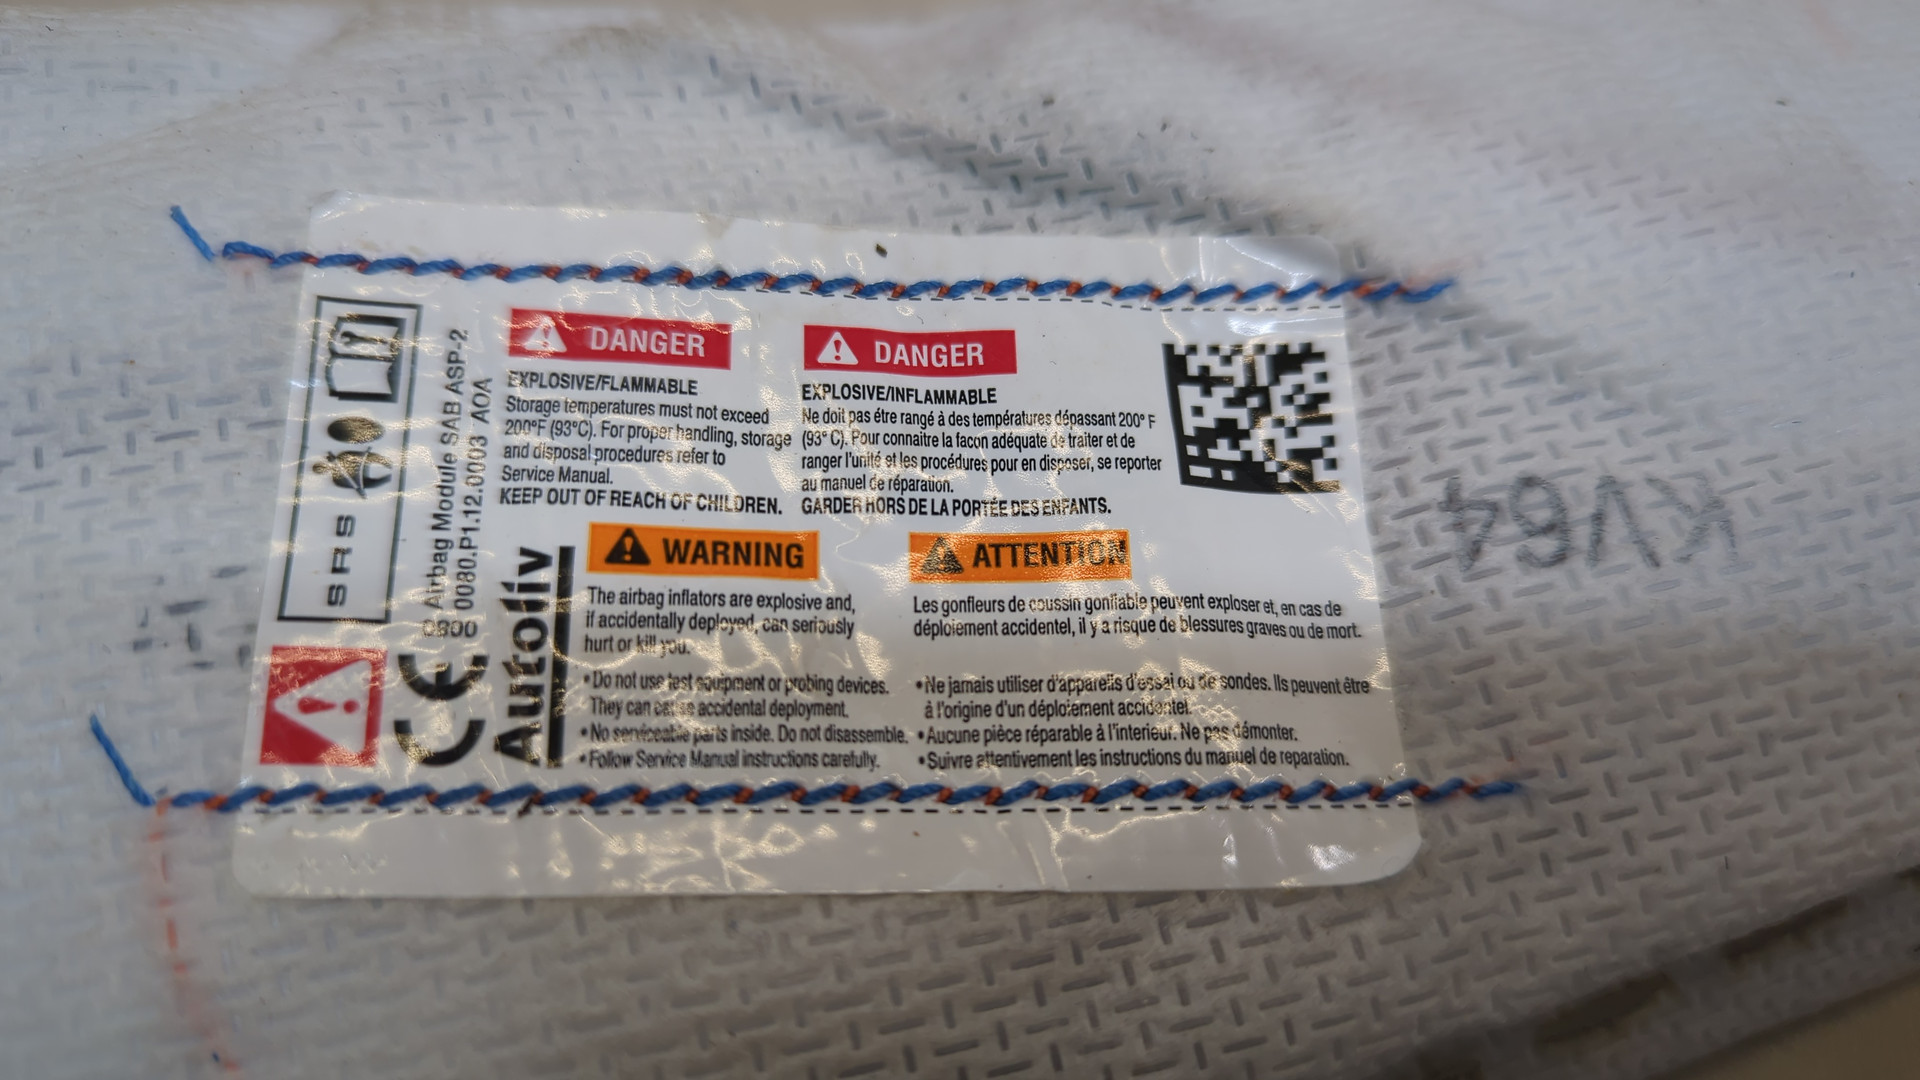 SRS
Airbag Module SAB ASP-2
0080.P1.12.0003 AOA
0800
CE
Autoliv
DANGER
EXPLOSIVE/FLAMMABLE
Storage temperatures must not exceed
200°F (93°C). For proper handling, storage
and disposal procedures refer to
Service Manual.
KEEP OUT OF REACH OF CHILDREN.
DANGER
EXPLOSIVE/INFLAMMABLE
Ne doit pas étre rangé à des températures dépassant 200° F
(93° C). Pour connaitre la facon adéquate de traiter et de
ranger l'unité et les procédures pour en disposer, se reporter
au manuel de réparation.
GARDER HORS DE LA PORTÉE DES ENFANTS.
WARNING
The airbag inflators are explosive and,
if accidentally deployed, can seriously
hurt or kill you.
• Do not use test equipment or probing devices.
They can cause accidental deployment.
• No serviceable parts inside. Do not disassemble.
• Follow Service Manual instructions carefully.
ATTENTION
Les gonfleurs de coussin gonflable peuvent exploser et, en cas de
déploiement accidentel, il y a risque de blessures graves ou de mort.
• Ne jamais utiliser d'appareils d'essai ou de sondes. Ils peuvent être
à l'origine d'un déploiement accidentel.
• Aucune pièce réparable à l'interieur. Ne pas démonter.
• Suivre attentivement les instructions du manuel de reparation.
KV64